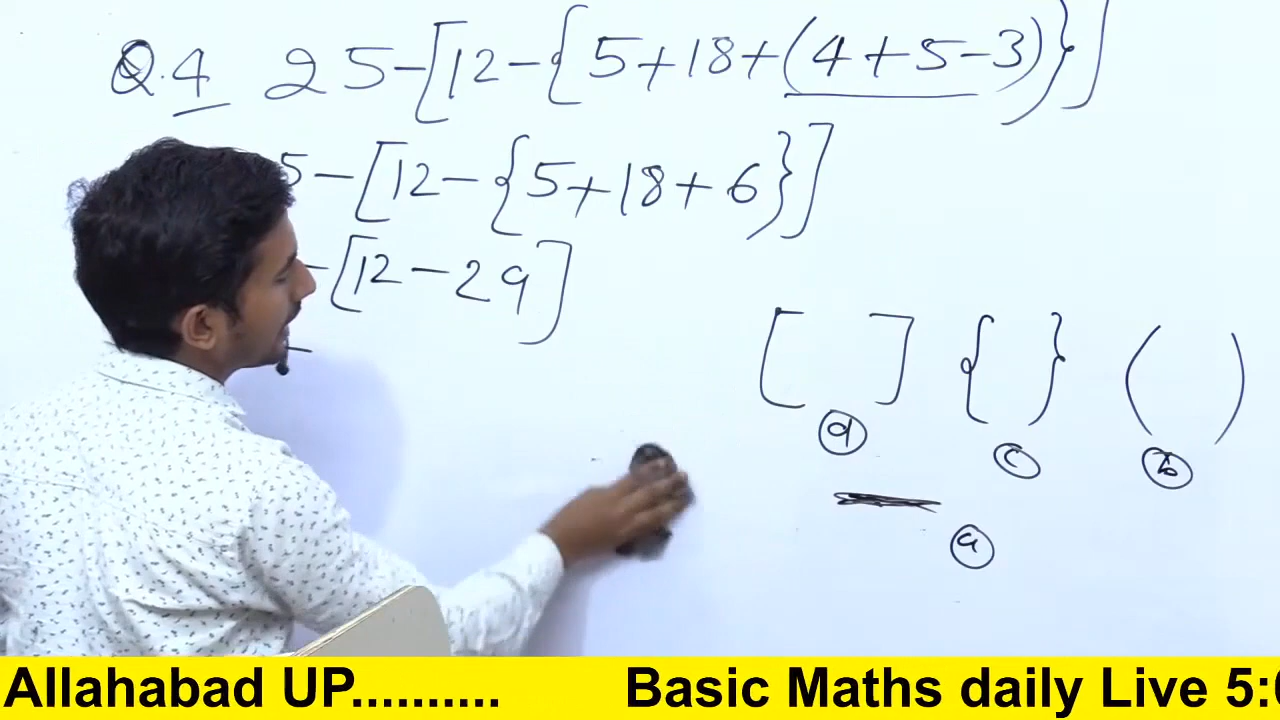 Q.4 25-[12-{5+18+(4+5-3)}]
5-[12-{5+18+6}]
-[12-29]
-
[ ] { } ( )
d c b
a
Allahabad UP.......... Basic Maths daily Live 5: